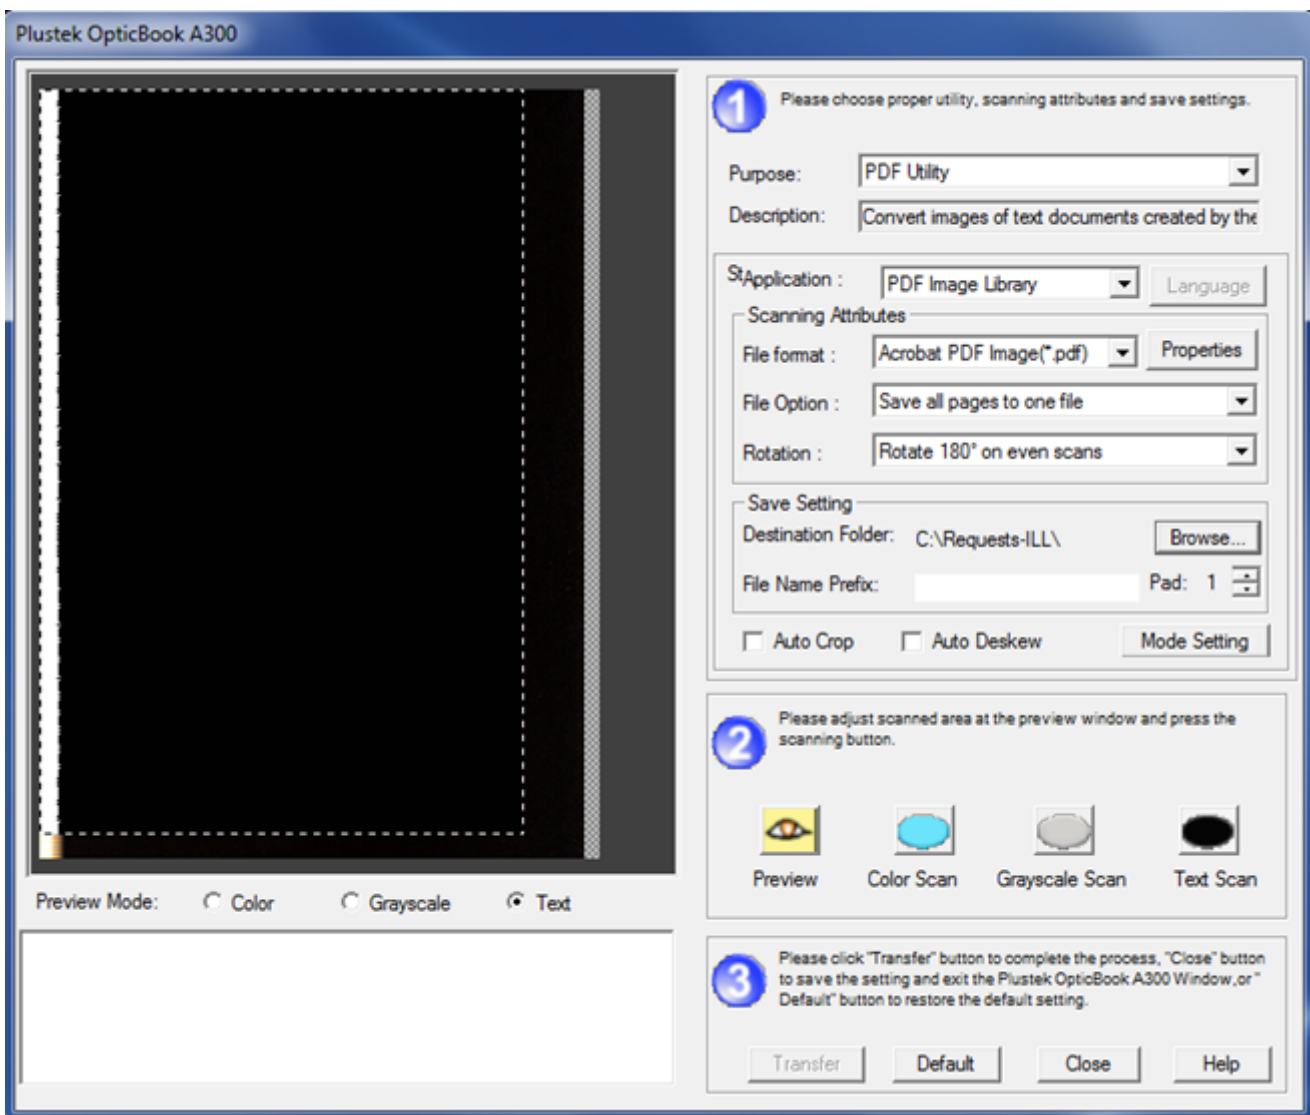 Plustek OpticBook A300
1
Please choose proper utility, scanning attributes and save settings.
Purpose: PDF Utility
Description: Convert images of text documents created by the
StApplication : PDF Image Library Language
Scanning Attributes
File format : Acrobat PDF Image(*.pdf) Properties
File Option : Save all pages to one file
Rotation : Rotate 180° on even scans
Save Setting
Destination Folder: C:\Requests-ILL\ Browse...
File Name Prefix: Pad: 1
Auto Crop Auto Deskew Mode Setting
2
Please adjust scanned area at the preview window and press the
scanning button.
Preview Color Scan Grayscale Scan Text Scan
Preview Mode: Color Grayscale Text
3
Please click "Transfer" button to complete the process, "Close" button
to save the setting and exit the Plustek OpticBook A300 Window,or "
Default" button to restore the default setting.
Transfer Default Close Help